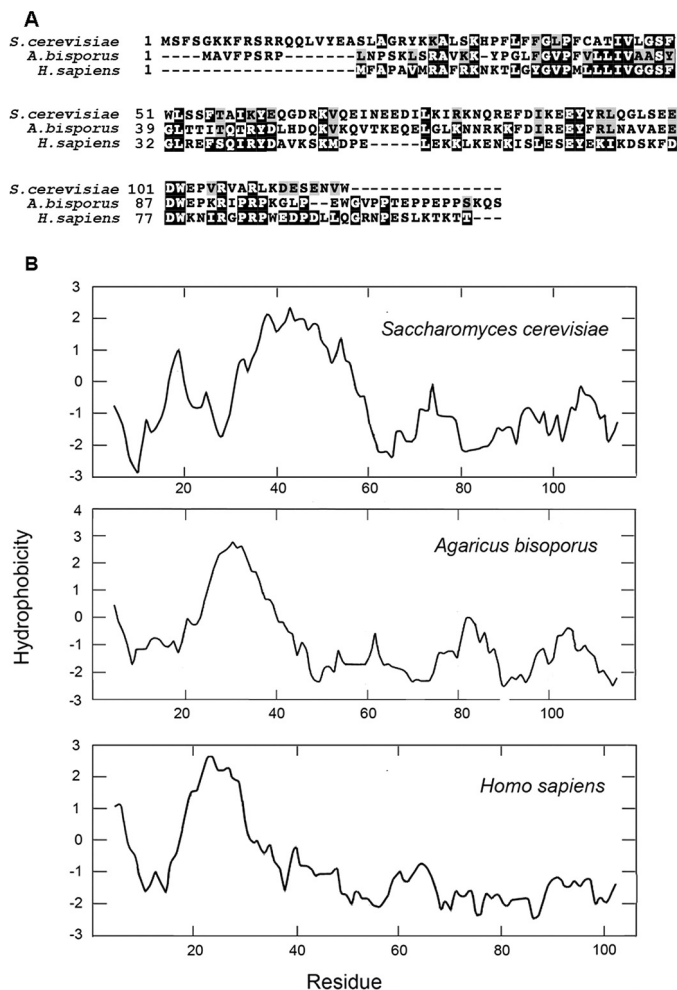 A
S.cerevisiae 1 MSFSGKKFRSRRQQLVYEASLAGRYKKALSKHPFLFFGLPFCATIVLGSF
A.bisporus 1 ----MAVFPSRP-------LNPSKLSRAVKK-YPGLFGVPFVLLIVAASY
H.sapiens 1 -------------------MFAPAVMRAFRKNKTLGYGVPMLLLIVGGSF
S.cerevisiae 51 WLSSFTAIKYEQGDRKVQEINEEDILKIRKNQREFDIKEEYYRLQGLSEE
A.bisporus 39 GLTTITQTRYDLHDQKVQKVTKEQELGLKNNRKKFDIREEYFRLNAVAEE
H.sapiens 32 GLREFSQIRYDAVKSKMDPE-----LEKKLKENKISLESEYEKIKDSKFD
S.cerevisiae 101 DWEPVRVARLKDESENVW---------------
A.bisporus 87 DWEPKRIPRPKGLP--EWGVPPTEPPEPPSKQS
H.sapiens 77 DWKNIRGPRPWEDPDLLQGRNPESLKTKTT---
B
3
2
1
0
-1
-2
-3
Saccharomyces cerevisiae
20 40 60 80 100
4
3
2
1
0
-1
-2
-3
Agaricus bisoporus
20 40 60 80 100
3
2
1
0
-1
-2
-3
Homo sapiens
20 40 60 80 100
Hydrophobicity
Residue